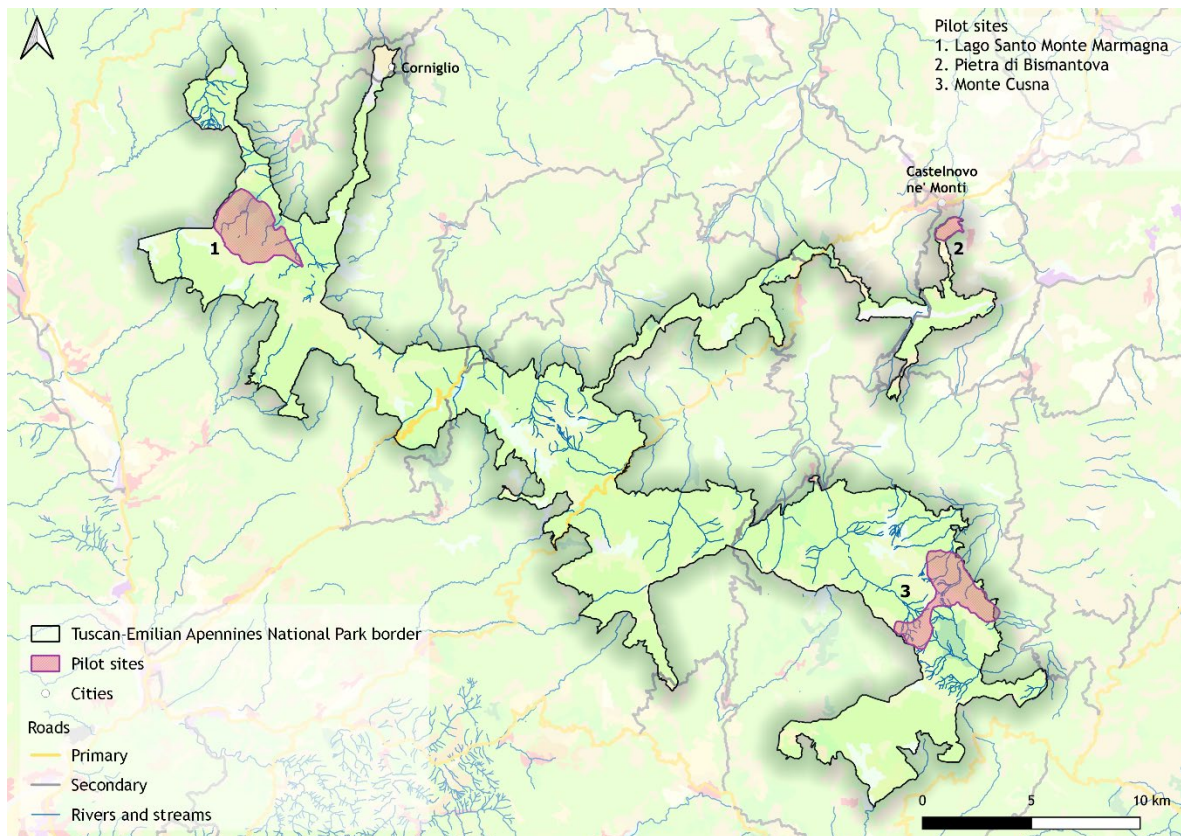 Pilot sites
1. Lago Santo Monte Marmagna
2. Pietra di Bismantova
3. Monte Cusna
Corniglio
Castelnovo
ne' Monti
1
2
3
Tuscan-Emilian Apennines National Park border
Pilot sites
Cities
Roads
Primary
Secondary
Rivers and streams
0 5 10 km